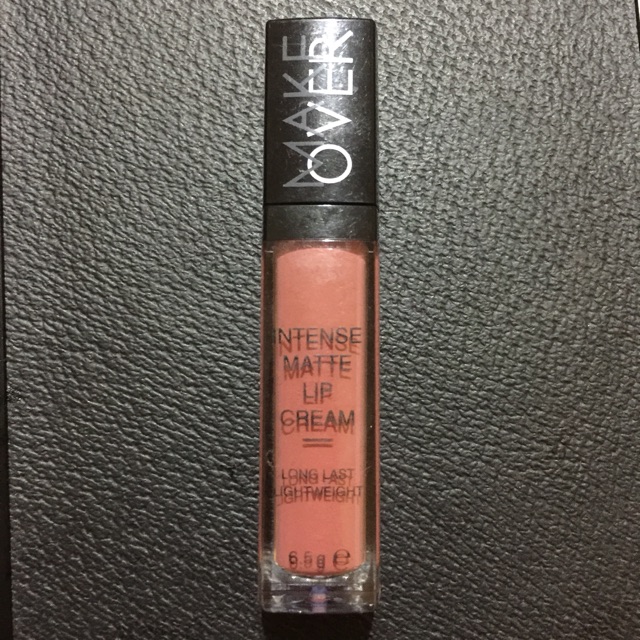 MAKE
OVER
INTENSE
MATTE
LIP
CREAM
LONG LAST
LIGHTWEIGHT
6.5g ℮